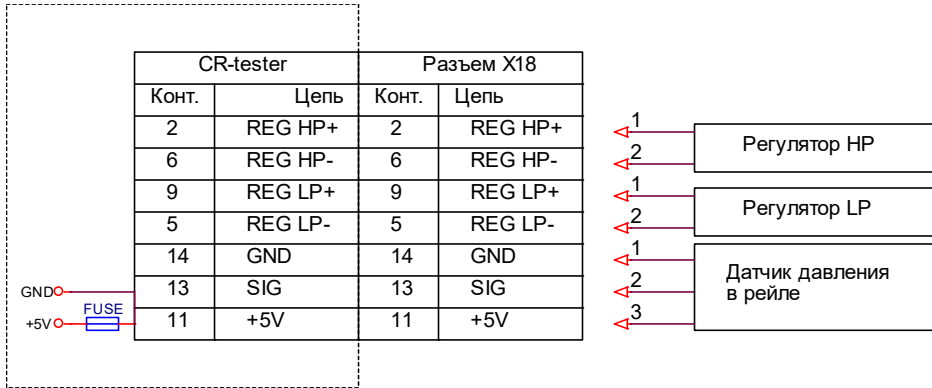 CR-tester Разъем X18
Конт. Цепь Конт. Цепь
2 REG HP+ 2 REG HP+ 1
6 REG HP- 6 REG HP- 2
Регулятор HP
9 REG LP+ 9 REG LP+ 1
5 REG LP- 5 REG LP- 2
Регулятор LP
14 GND 14 GND 1
GND 13 SIG 13 SIG 2
+5V FUSE 11 +5V 11 +5V 3
Датчик давления
в рейле